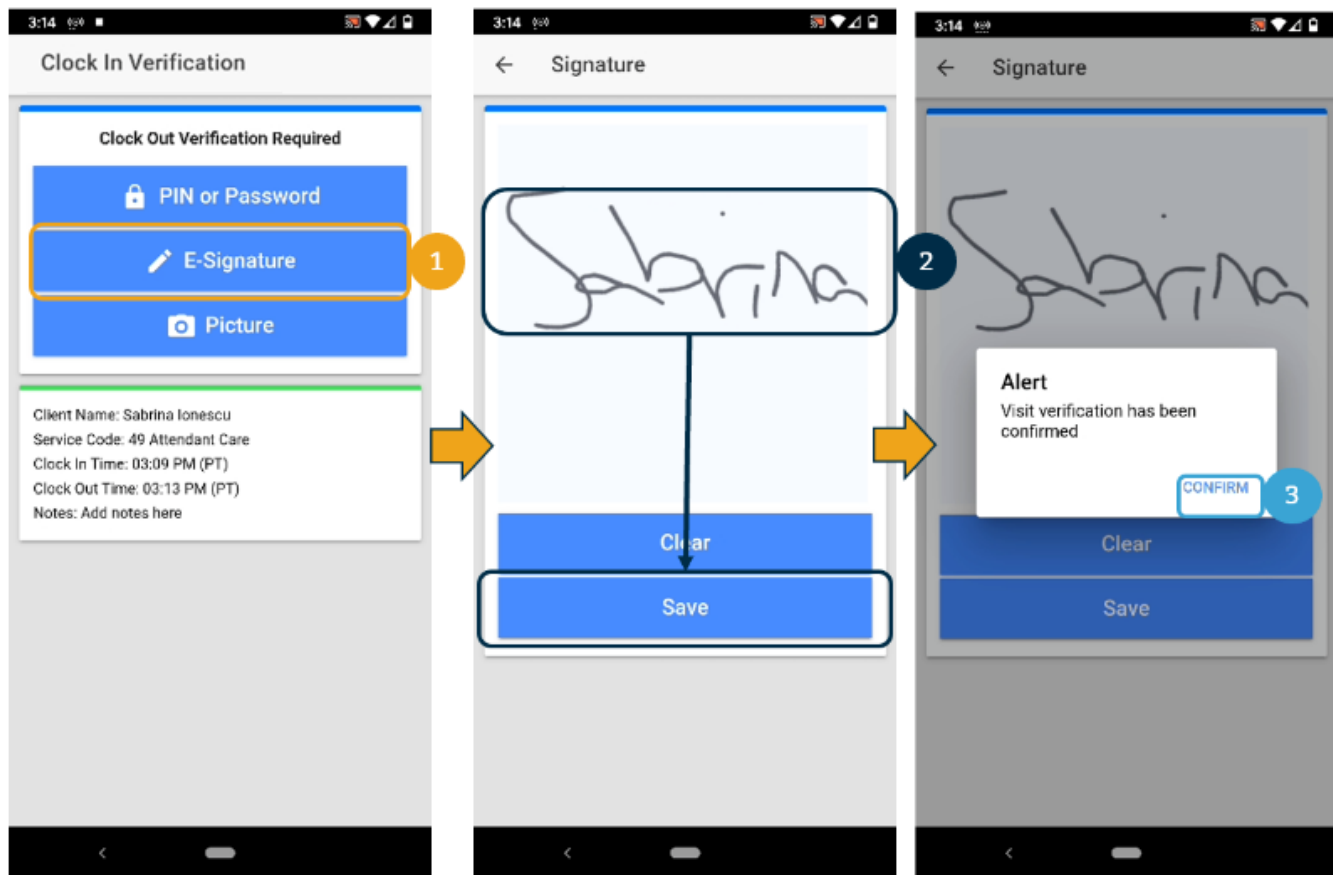 3:14
Clock In Verification
Clock Out Verification Required
PIN or Password
E-Signature
1
Picture
Client Name: Sabrina Ionescu
Service Code: 49 Attendant Care
Clock In Time: 03:09 PM (PT)
Clock Out Time: 03:13 PM (PT)
Notes: Add notes here
3:14
Signature
Sabrina
2
Clear
Save
3:14
Signature
Sabrina
Alert
Visit verification has been
confirmed
CONFIRM
3
Clear
Save